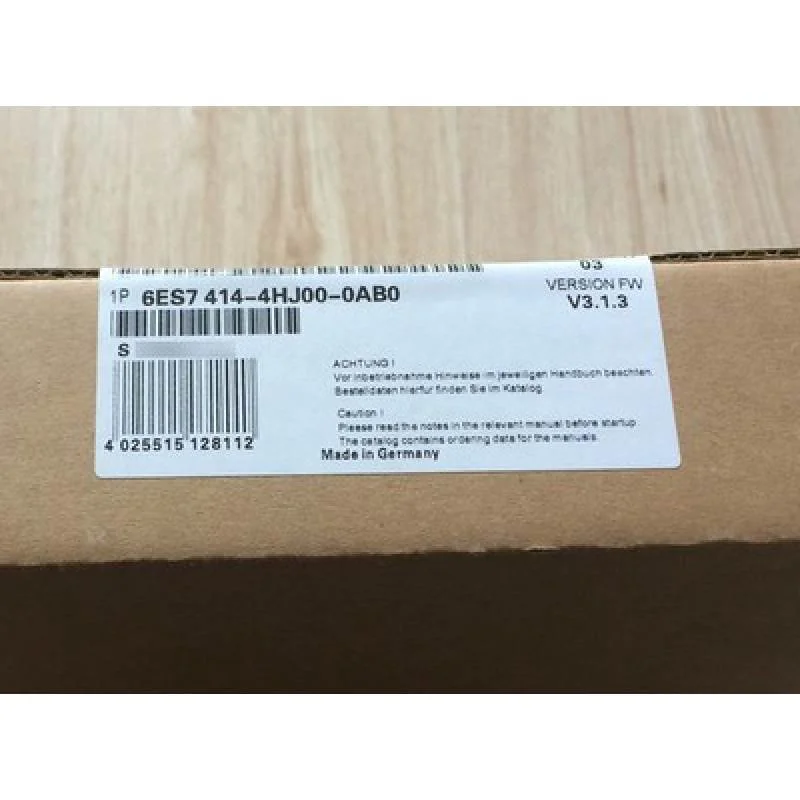 03
1P 6ES7 414-4HJ00-0AB0
VERSION FW
V3.1.3
S
ACHTUNG !
Vor Inbetriebnahme Hinweise im jeweiligen Handbuch beachten.
Bestelldaten hierfur finden Sie im Katalog.
Caution !
Please read the notes in the relevant manual before startup.
The catalog contains ordering data for the manuals.
4 025515 128112
Made in Germany